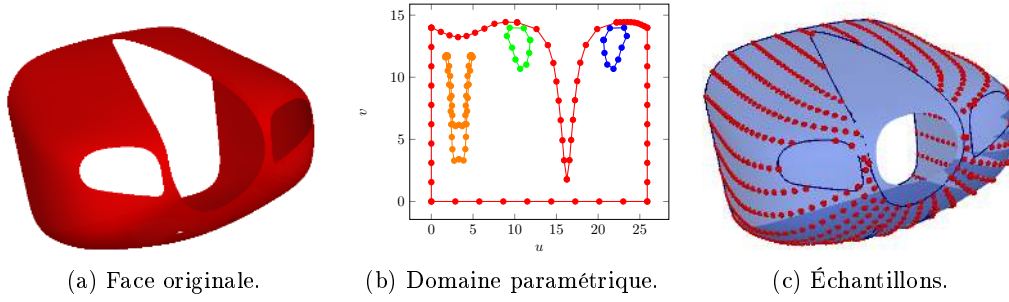 15
10
5
0
v
0 5 10 15 20 25
u
(a) Face originale.
(b) Domaine paramétrique.
(c) Échantillons.